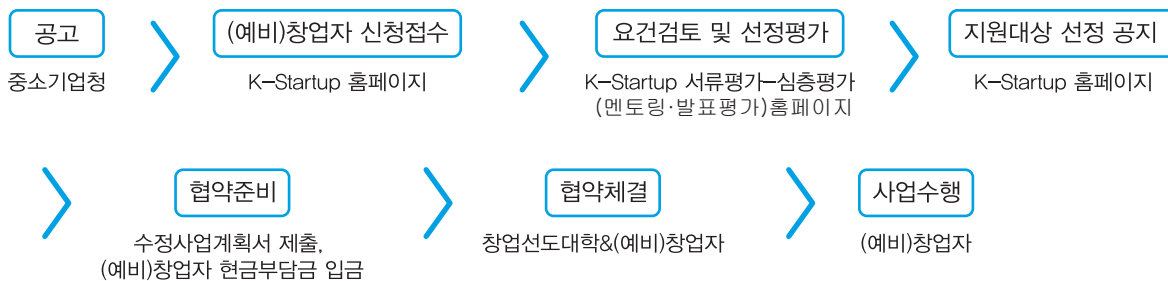 공고
중소기업청
(예비)창업자 신청접수
K-Startup 홈페이지
요건검토 및 선정평가
K-Startup 서류평가-심층평가
(멘토링·발표평가)홈페이지
지원대상 선정 공지
K-Startup 홈페이지
협약준비
수정사업계획서 제출,
(예비)창업자 현금부담금 입금
협약체결
창업선도대학&(예비)창업자
사업수행
(예비)창업자